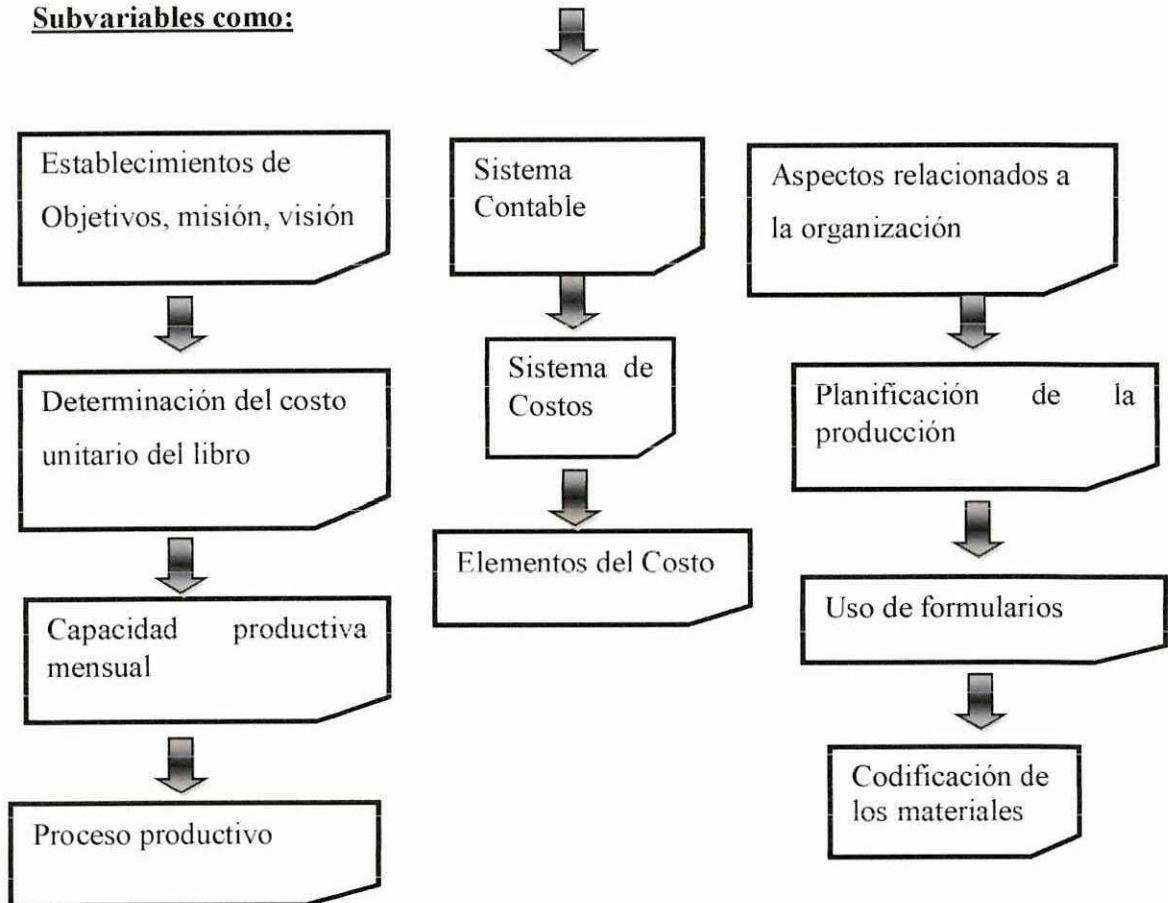 Subvariables como:
Establecimientos de
Objetivos, misión, visión
Determinación del costo
unitario del libro
Capacidad productiva
mensual
Proceso productivo
Sistema
Contable
Sistema de
Costos
Elementos del Costo
Aspectos relacionados a
la organización
Planificación de la
producción
Uso de formularios
Codificación de
los materiales